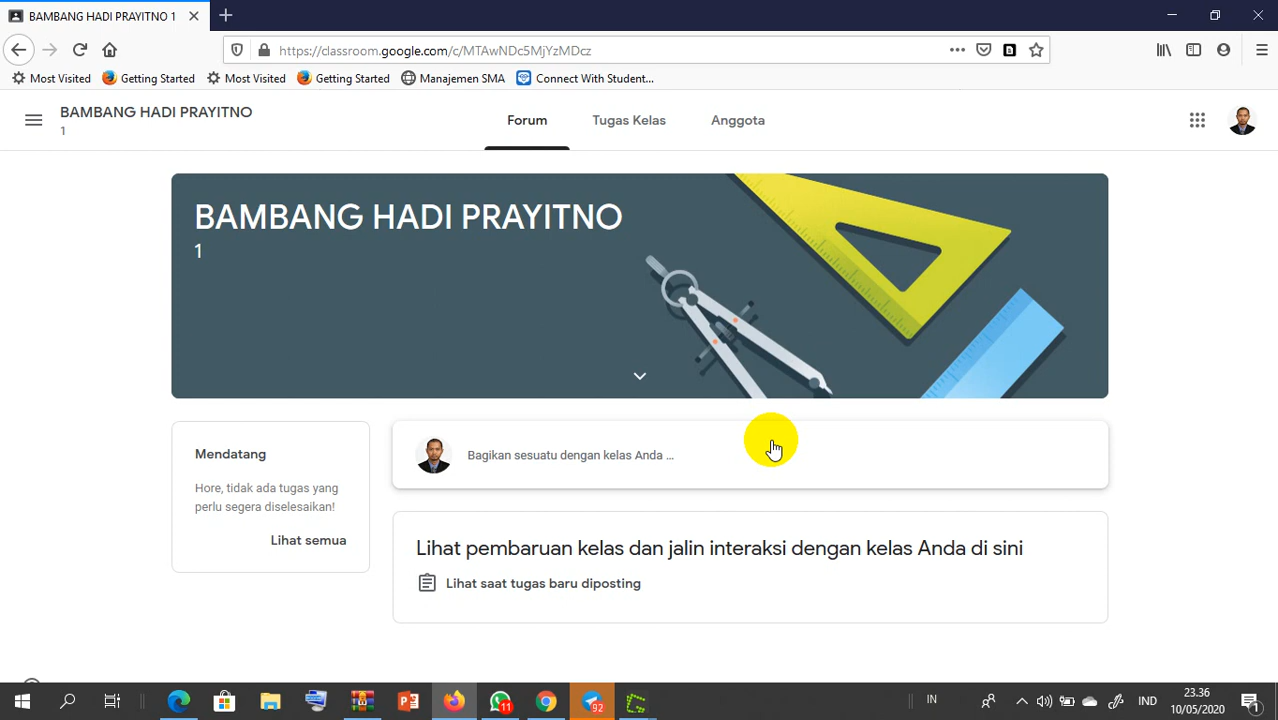 BAMBANG HADI PRAYITNO 1
https://classroom.google.com/c/MTAwNDc5MjYzMDcz
Most Visited Getting Started Most Visited Getting Started Manajemen SMA Connect With Student...
BAMBANG HADI PRAYITNO
1
Forum Tugas Kelas Anggota
BAMBANG HADI PRAYITNO
1
Mendatang
Hore, tidak ada tugas yang
perlu segera diselesaikan!
Lihat semua
Bagikan sesuatu dengan kelas Anda ...
Lihat pembaruan kelas dan jalin interaksi dengan kelas Anda di sini
Lihat saat tugas baru diposting
11
92
IN
IND
23.36
10/05/2020
1